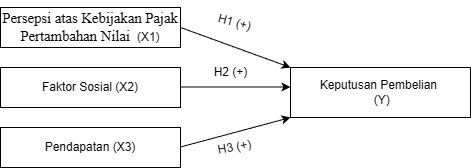 Persepsi atas Kebijakan Pajak
Pertambahan Nilai (X1)
H1 (+)
Faktor Sosial (X2)
H2 (+)
Keputusan Pembelian
(Y)
Pendapatan (X3)
H3 (+)